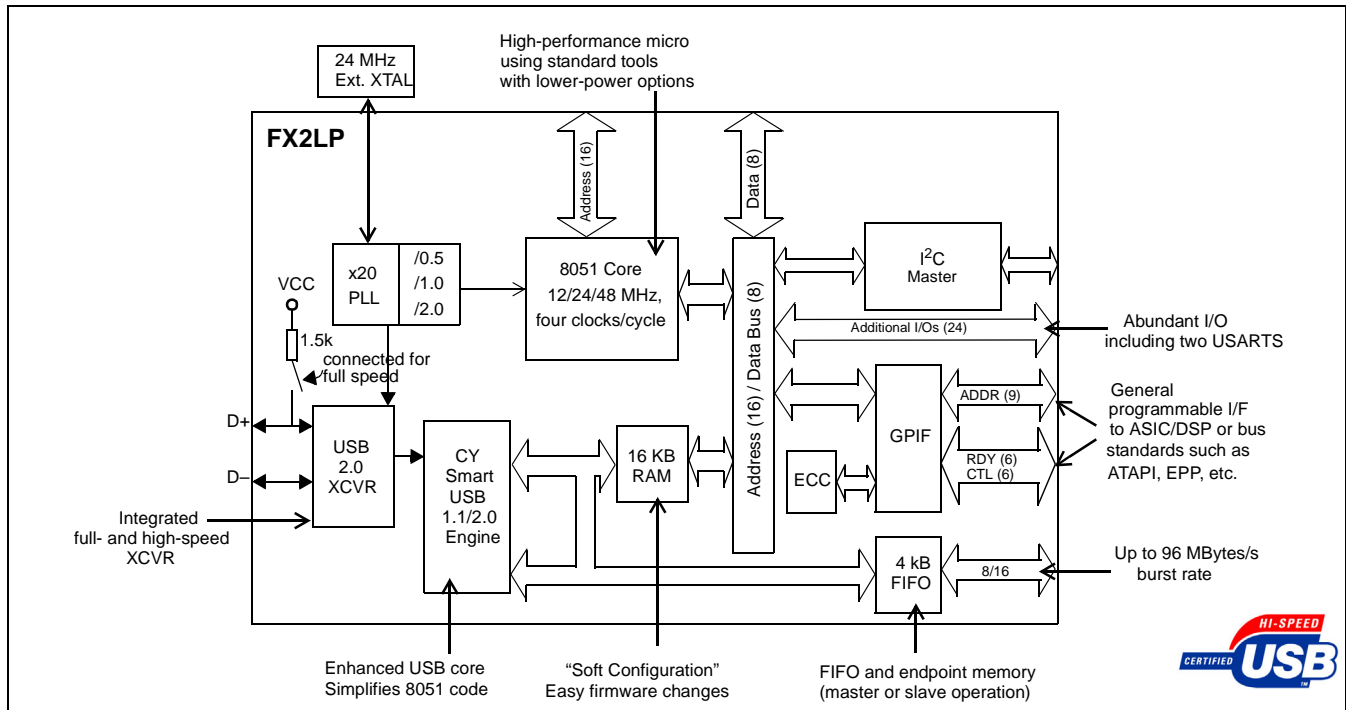 High-performance micro
using standard tools
with lower-power options
24 MHz
Ext. XTAL
FX2LP
Address (16)
Data (8)
x20
PLL
/0.5
/1.0
/2.0
8051 Core
12/24/48 MHz,
four clocks/cycle
I2C
Master
VCC
1.5k
connected for
full speed
Additional I/Os (24)
Abundant I/O
including two USARTS
Address (16) / Data Bus (8)
ADDR (9)
GPIF
RDY (6)
CTL (6)
General
programmable I/F
to ASIC/DSP or bus
standards such as
ATAPI, EPP, etc.
D+
D–
USB
2.0
XCVR
CY
Smart
USB
1.1/2.0
Engine
16 KB
RAM
ECC
Integrated
full- and high-speed
XCVR
4 kB
FIFO
8/16
Up to 96 MBytes/s
burst rate
Enhanced USB core
Simplifies 8051 code
“Soft Configuration”
Easy firmware changes
FIFO and endpoint memory
(master or slave operation)
HI-SPEED
CERTIFIED
USB
TM